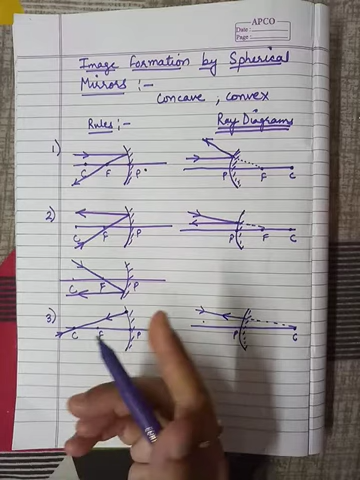 APCO
Date :
Page :
Image Formation by Spherical
Mirrors :-
Concave , convex
Rules :- Ray Diagrams
1)
C F P F C
P
2)
C F P P F C
C F P
3)
C F P P C